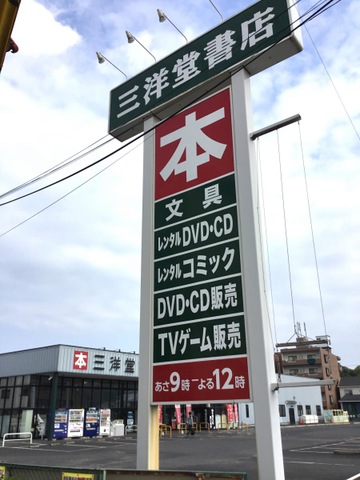 三洋堂書店
本
文具
レンタルDVD・CD
レンタルコミック
DVD・CD販売
TVゲーム販売
あさ9時→よる12時
本 三洋堂